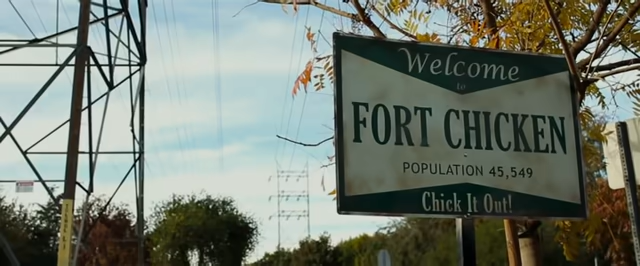 Welcome
to
FORT CHICKEN
POPULATION 45,549
Chick It Out!